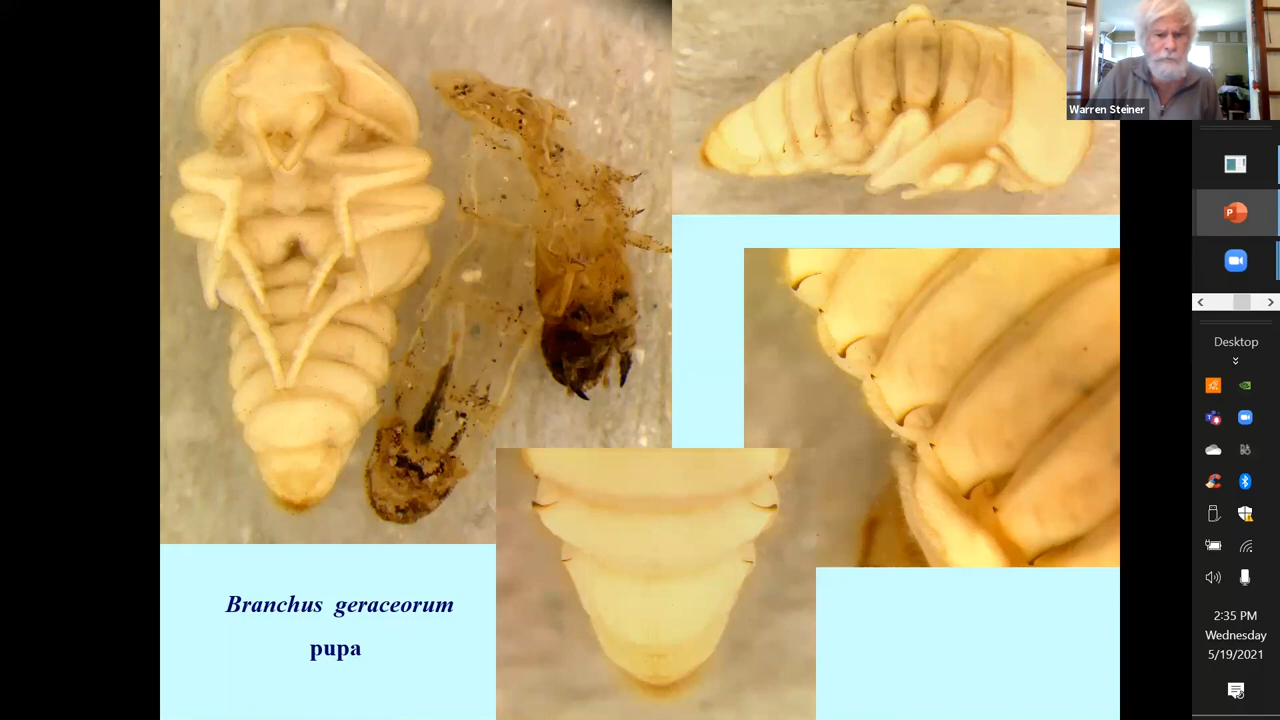 Warren Steiner
Branchus geraceorum
pupa
Desktop
2:35 PM
Wednesday
5/19/2021